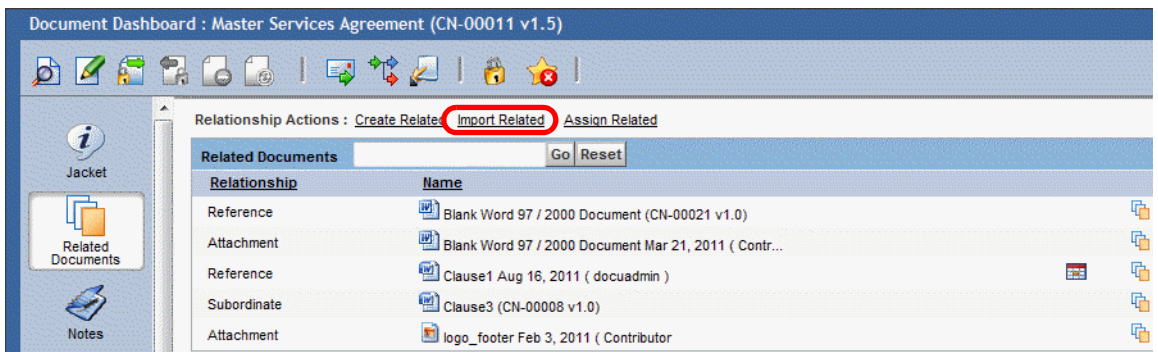 Document Dashboard : Master Services Agreement (CN-00011 v1.5)
Relationship Actions : Create Related Import Related Assign Related
Jacket
Related Documents Go Reset
Relationship Name
Reference Blank Word 97 / 2000 Document (CN-00021 v1.0)
Related
Documents
Attachment Blank Word 97 / 2000 Document Mar 21, 2011 ( Contr...
Reference Clause1 Aug 16, 2011 ( docuadmin )
Subordinate Clause3 (CN-00008 v1.0)
Notes
Attachment logo_footer Feb 3, 2011 ( Contributor